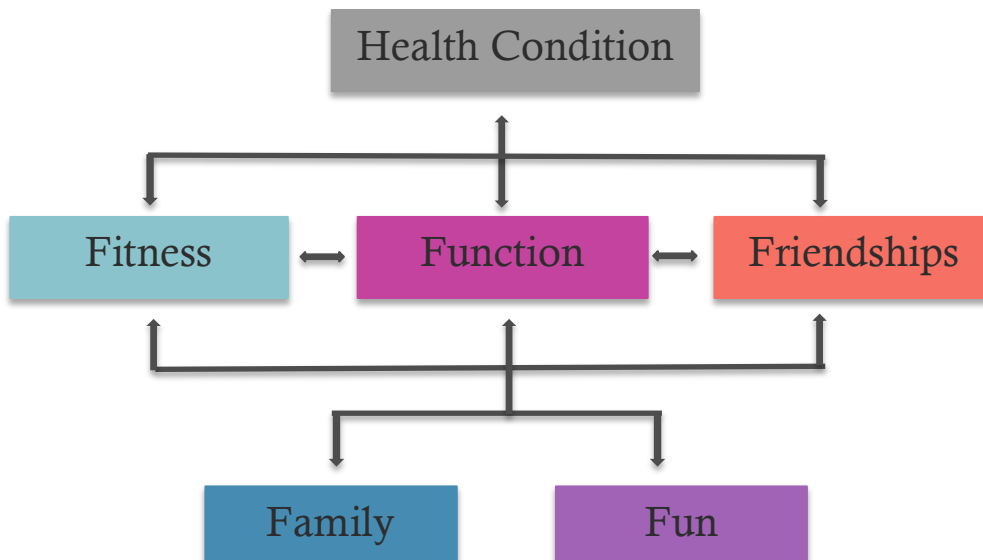 Health Condition
Fitness
Function
Friendships
Family
Fun